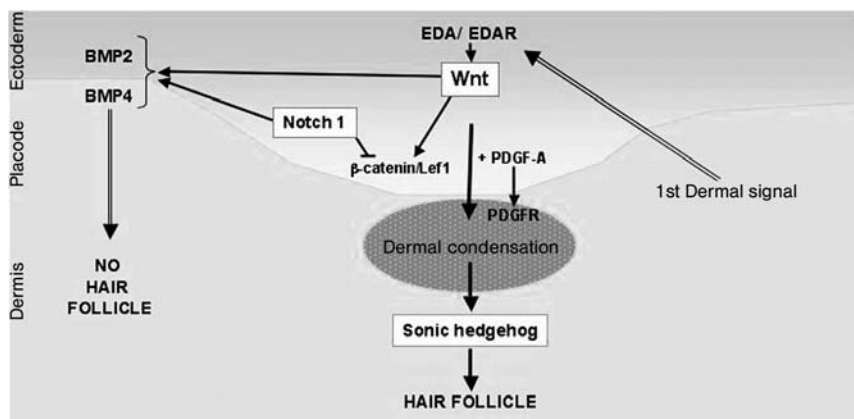 Ectoderm
Placode
Dermis
EDA/ EDAR
BMP2
BMP4
Wnt
Notch 1
β-catenin/Lef1
+ PDGF-A
1st Dermal signal
PDGFR
Dermal condensation
NO
HAIR
FOLLICLE
Sonic hedgehog
HAIR FOLLICLE